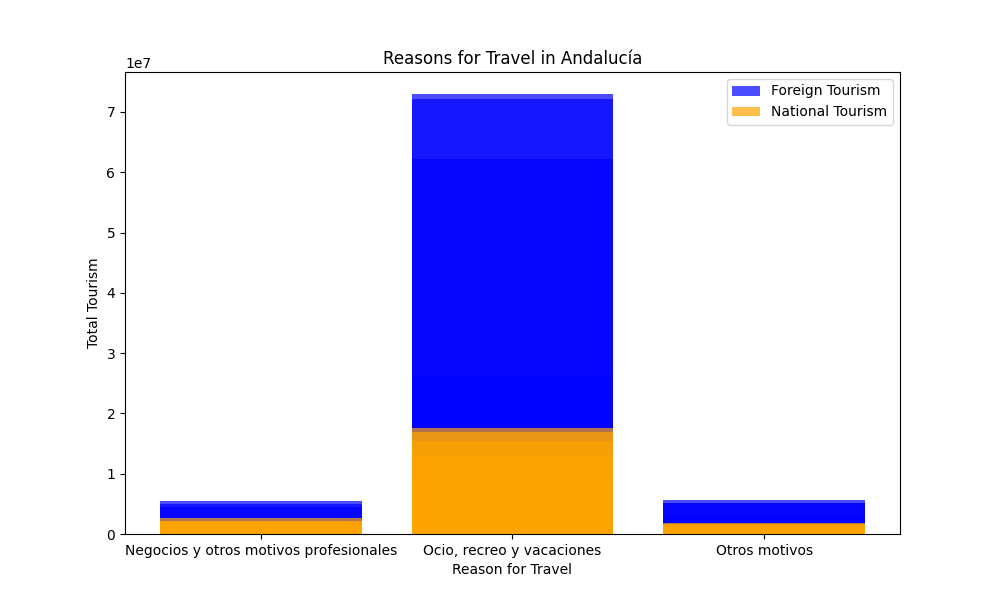 Reasons for Travel in Andalucía
1e7
Foreign Tourism
National Tourism
7
6
5
4
3
2
1
0
Total Tourism
Negocios y otros motivos profesionales
Ocio, recreo y vacaciones
Otros motivos
Reason for Travel